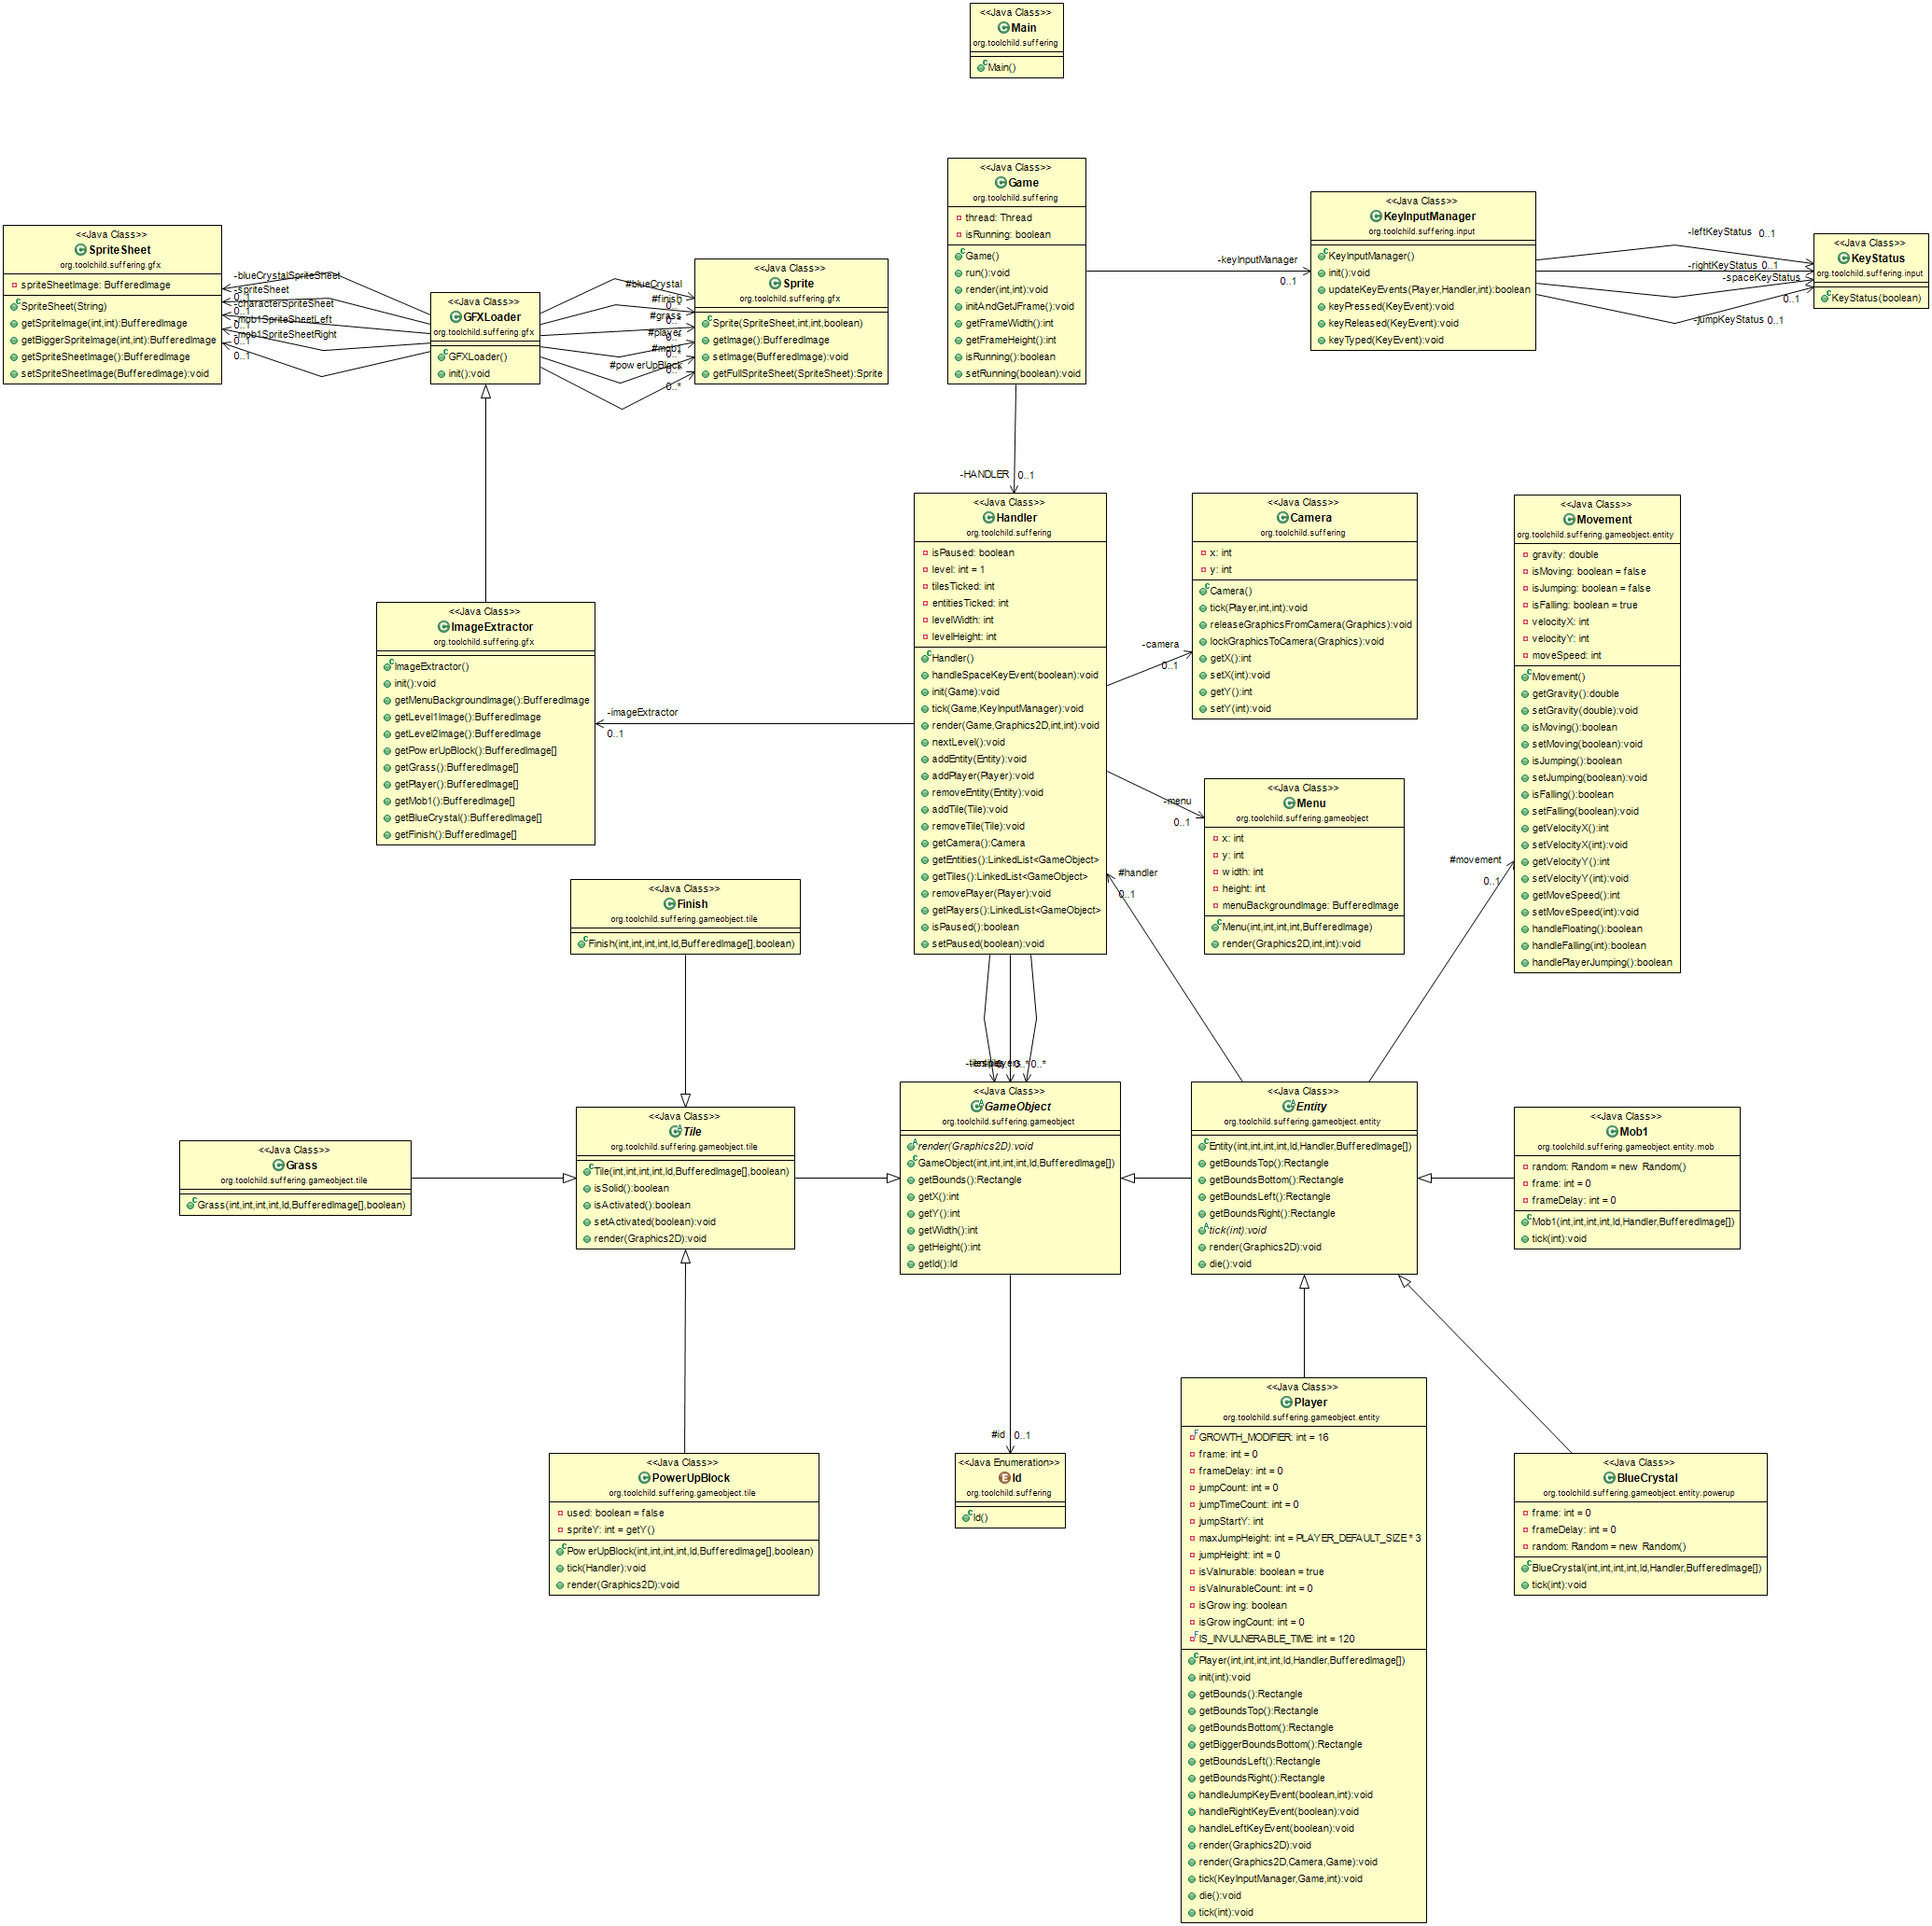 <<Java Class>>
Main
org.toolchild.suffering
Main()
<<Java Class>>
Game
org.toolchild.suffering
thread: Thread
isRunning: boolean
Game()
run():void
render(int,int):void
initAndGetJFrame():void
getFrameWidth():int
getFrameHeight():int
isRunning():boolean
setRunning(boolean):void
-keyInputManager
0..1
<<Java Class>>
KeyInputManager
org.toolchild.suffering.input
KeyInputManager()
init():void
updateKeyEvents(Player,Handler,int):boolean
keyPressed(KeyEvent):void
keyReleased(KeyEvent):void
keyTyped(KeyEvent):void
-leftKeyStatus 0..1
-rightKeyStatus 0..1
-spaceKeyStatus
0..1
-jumpKeyStatus 0..1
<<Java Class>>
KeyStatus
org.toolchild.suffering.input
KeyStatus(boolean)
<<Java Class>>
SpriteSheet
org.toolchild.suffering.gfx
spriteSheetImage: BufferedImage
SpriteSheet(String)
getSpriteImage(int,int):BufferedImage
getBiggerSpriteImage(int,int):BufferedImage
getSpriteSheetImage():BufferedImage
setSpriteSheetImage(BufferedImage):void
-blueCrystalSpriteSheet
-spriteSheet
0..1
-characterSpriteSheet
0..1
-mob1SpriteSheetLeft
0..1
-mob1SpriteSheetRight
0..1
0..1
<<Java Class>>
GFXLoader
org.toolchild.suffering.gfx
GFXLoader()
init():void
#blueCrystal
#finish
0..*
#grass
0..*
#player
#mob1
0..*
#powerUpBlock
0..*
0..*
<<Java Class>>
Sprite
org.toolchild.suffering.gfx
Sprite(SpriteSheet,int,int,boolean)
getImage():BufferedImage
setImage(BufferedImage):void
getFullSpriteSheet(SpriteSheet):Sprite
-HANDLER 0..1
<<Java Class>>
Handler
org.toolchild.suffering
isPaused: boolean
level: int = 1
tilesTicked: int
entitiesTicked: int
levelWidth: int
levelHeight: int
Handler()
handleSpaceKeyEvent(boolean):void
init(Game):void
tick(Game,KeyInputManager):void
render(Game,Graphics2D,int,int):void
nextLevel():void
addEntity(Entity):void
addPlayer(Player):void
removeEntity(Entity):void
addTile(Tile):void
removeTile(Tile):void
getCamera():Camera
getEntities():LinkedList<GameObject>
getTiles():LinkedList<GameObject>
removePlayer(Player):void
getPlayers():LinkedList<GameObject>
isPaused():boolean
setPaused(boolean):void
-camera
0..1
<<Java Class>>
Camera
org.toolchild.suffering
x: int
y: int
Camera()
tick(Player,int,int):void
releaseGraphicsFromCamera(Graphics):void
lockGraphicsToCamera(Graphics):void
getX():int
setX(int):void
getY():int
setY(int):void
<<Java Class>>
Movement
org.toolchild.suffering.gameobject.entity
gravity: double
isMoving: boolean = false
isJumping: boolean = false
isFalling: boolean = true
velocityX: int
velocityY: int
moveSpeed: int
Movement()
getGravity():double
setGravity(double):void
isMoving():boolean
setMoving(boolean):void
isJumping():boolean
setJumping(boolean):void
isFalling():boolean
setFalling(boolean):void
getVelocityX():int
setVelocityX(int):void
getVelocityY():int
setVelocityY(int):void
getMoveSpeed():int
setMoveSpeed(int):void
handleFloating():boolean
handleFalling(int):boolean
handlePlayerJumping():boolean
<<Java Class>>
ImageExtractor
org.toolchild.suffering.gfx
ImageExtractor()
init():void
getMenuBackgroundImage():BufferedImage
getLevel1Image():BufferedImage
getLevel2Image():BufferedImage
getPowerUpBlock():BufferedImage[]
getGrass():BufferedImage[]
getPlayer():BufferedImage[]
getMob1():BufferedImage[]
getBlueCrystal():BufferedImage[]
getFinish():BufferedImage[]
-imageExtractor
0..1
-menu
0..1
<<Java Class>>
Menu
org.toolchild.suffering.gameobject
x: int
y: int
width: int
height: int
menuBackgroundImage: BufferedImage
Menu(int,int,int,int,BufferedImage)
render(Graphics2D,int,int):void
#handler
0..1
#movement
0..1
<<Java Class>>
Finish
org.toolchild.suffering.gameobject.tile
Finish(int,int,int,int,Id,BufferedImage[],boolean)
0..*
<<Java Class>>
Grass
org.toolchild.suffering.gameobject.tile
Grass(int,int,int,int,Id,BufferedImage[],boolean)
<<Java Class>>
Tile
org.toolchild.suffering.gameobject.tile
Tile(int,int,int,int,Id,BufferedImage[],boolean)
isSolid():boolean
isActivated():boolean
setActivated(boolean):void
render(Graphics2D):void
<<Java Class>>
GameObject
org.toolchild.suffering.gameobject
render(Graphics2D):void
GameObject(int,int,int,int,Id,BufferedImage[])
getBounds():Rectangle
getX():int
getY():int
getWidth():int
getHeight():int
getId():Id
<<Java Class>>
Entity
org.toolchild.suffering.gameobject.entity
Entity(int,int,int,int,Id,Handler,BufferedImage[])
getBoundsTop():Rectangle
getBoundsBottom():Rectangle
getBoundsLeft():Rectangle
getBoundsRight():Rectangle
tick(int):void
render(Graphics2D):void
die():void
<<Java Class>>
Mob1
org.toolchild.suffering.gameobject.entity.mob
random: Random = new Random()
frame: int = 0
frameDelay: int = 0
Mob1(int,int,int,int,Id,Handler,BufferedImage[])
tick(int):void
<<Java Class>>
PowerUpBlock
org.toolchild.suffering.gameobject.tile
used: boolean = false
spriteY: int = getY()
PowerUpBlock(int,int,int,int,Id,BufferedImage[],boolean)
tick(Handler):void
render(Graphics2D):void
#id 0..1
<<Java Enumeration>>
Id
org.toolchild.suffering
Id()
<<Java Class>>
Player
org.toolchild.suffering.gameobject.entity
GROWTH_MODIFIER: int = 16
frame: int = 0
frameDelay: int = 0
jumpCount: int = 0
jumpTimeCount: int = 0
jumpStartY: int
maxJumpHeight: int = PLAYER_DEFAULT_SIZE * 3
jumpHeight: int = 0
isValnurable: boolean = true
isValnurableCount: int = 0
isGrowing: boolean
isGrowingCount: int = 0
IS_INVULNERABLE_TIME: int = 120
Player(int,int,int,int,Id,Handler,BufferedImage[])
init(int):void
getBounds():Rectangle
getBoundsTop():Rectangle
getBoundsBottom():Rectangle
getBiggerBoundsBottom():Rectangle
getBoundsLeft():Rectangle
getBoundsRight():Rectangle
handleJumpKeyEvent(boolean,int):void
handleRightKeyEvent(boolean):void
handleLeftKeyEvent(boolean):void
render(Graphics2D):void
render(Graphics2D,Camera,Game):void
tick(KeyInputManager,Game,int):void
die():void
tick(int):void
<<Java Class>>
BlueCrystal
org.toolchild.suffering.gameobject.entity.powerup
frame: int = 0
frameDelay: int = 0
random: Random = new Random()
BlueCrystal(int,int,int,int,Id,Handler,BufferedImage[])
tick(int):void